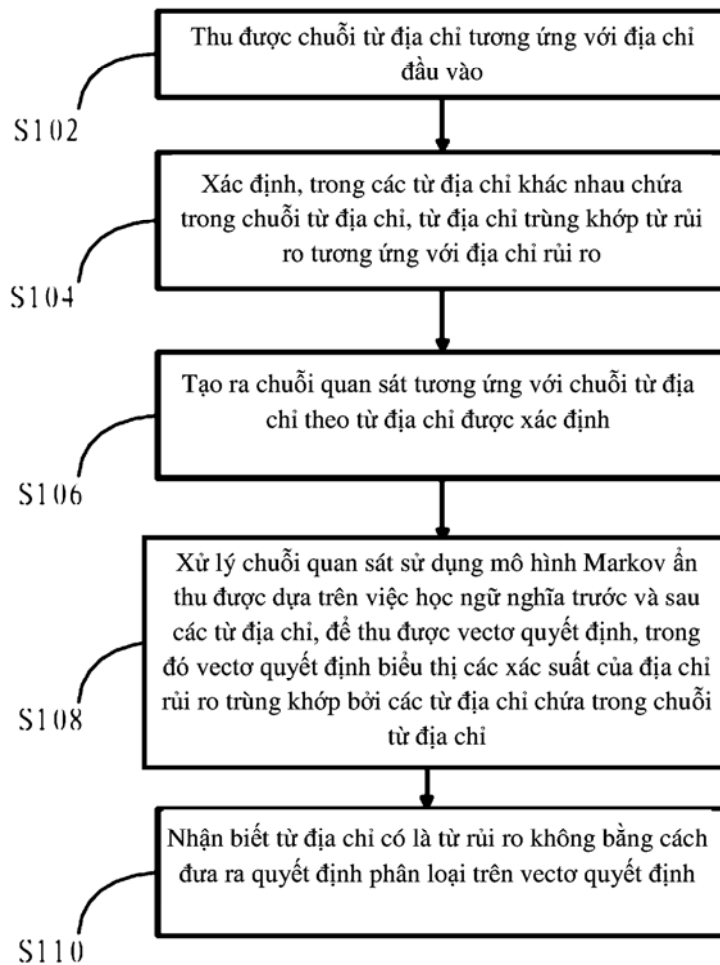 Thu được chuỗi từ địa chỉ tương ứng với địa chỉ
đầu vào
S102
Xác định, trong các từ địa chỉ khác nhau chứa
trong chuỗi từ địa chỉ, từ địa chỉ trùng khớp từ rủi
ro tương ứng với địa chỉ rủi ro
S104
Tạo ra chuỗi quan sát tương ứng với chuỗi từ địa
chỉ theo từ địa chỉ được xác định
S106
Xử lý chuỗi quan sát sử dụng mô hình Markov ẩn
thu được dựa trên việc học ngữ nghĩa trước và sau
các từ địa chỉ, để thu được vectơ quyết định, trong
đó vectơ quyết định biểu thị các xác suất của địa chỉ
rủi ro trùng khớp bởi các từ địa chỉ chứa trong chuỗi
từ địa chỉ
S108
Nhận biết từ địa chỉ có là từ rủi ro không bằng cách
đưa ra quyết định phân loại trên vectơ quyết định
S110